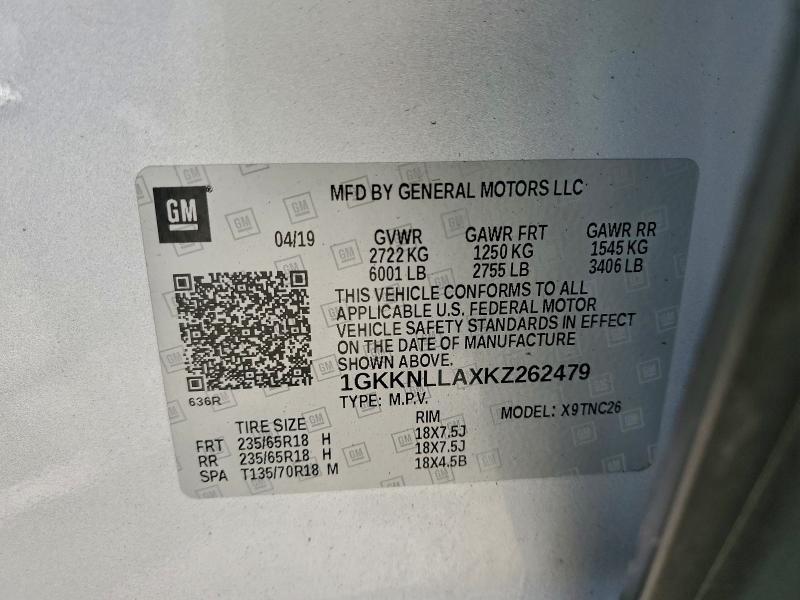 GM
MFD BY GENERAL MOTORS LLC
04/19
GVWR GAWR FRT GAWR RR
2722 KG 1250 KG 1545 KG
6001 LB 2755 LB 3406 LB
THIS VEHICLE CONFORMS TO ALL
APPLICABLE U.S. FEDERAL MOTOR
VEHICLE SAFETY STANDARDS IN EFFECT
ON THE DATE OF MANUFACTURE
SHOWN ABOVE.
1GKKNLLAXKZ262479
636R
TYPE: M.P.V. MODEL: X9TNC26
TIRE SIZE RIM
FRT 235/65R18 H 18X7.5J
RR 235/65R18 H 18X7.5J
SPA T135/70R18 M 18X4.5B